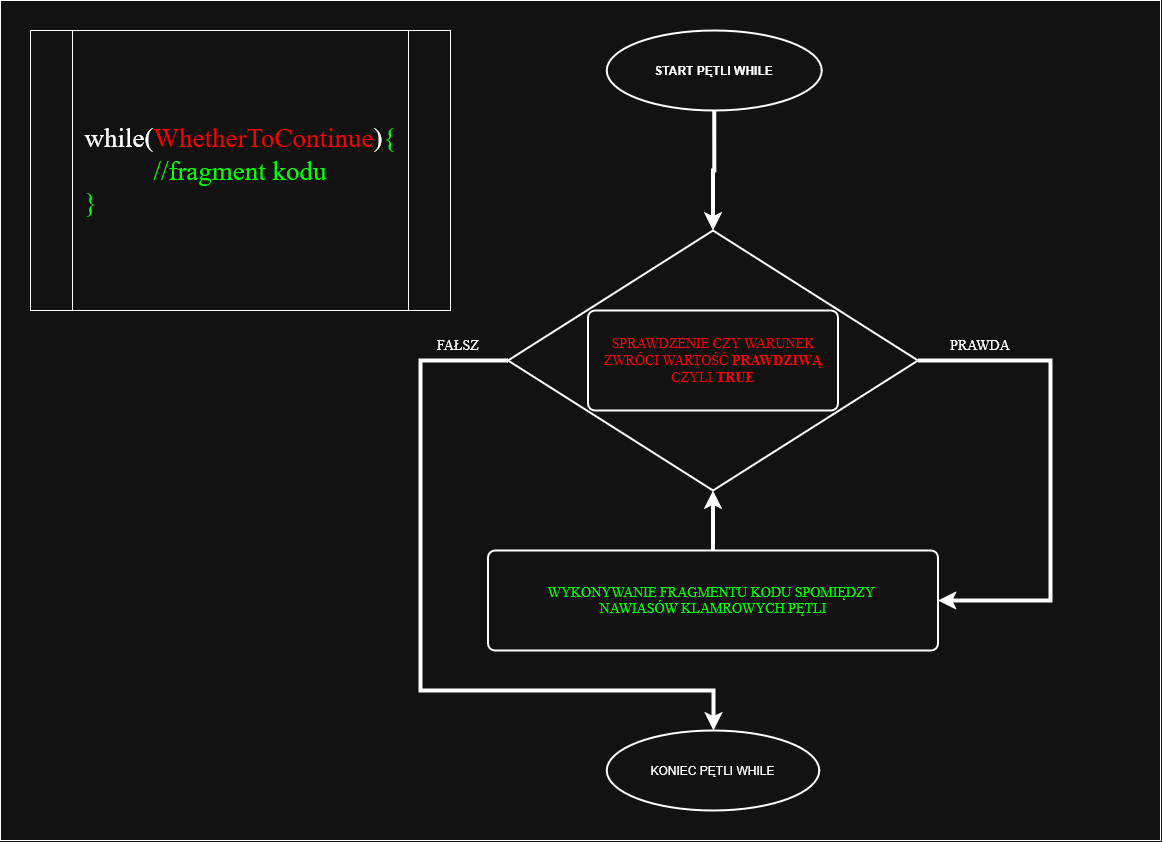 while(WhetherToContinue){
//fragment kodu
}
START PĘTLI WHILE
SPRAWDZENIE CZY WARUNEK
ZWRÓCI WARTOŚĆ PRAWDZIWĄ
CZYLI TRUE
FAŁSZ
PRAWDA
WYKONYWANIE FRAGMENTU KODU SPOMIĘDZY
NAWIASÓW KLAMROWYCH PĘTLI
KONIEC PĘTLI WHILE